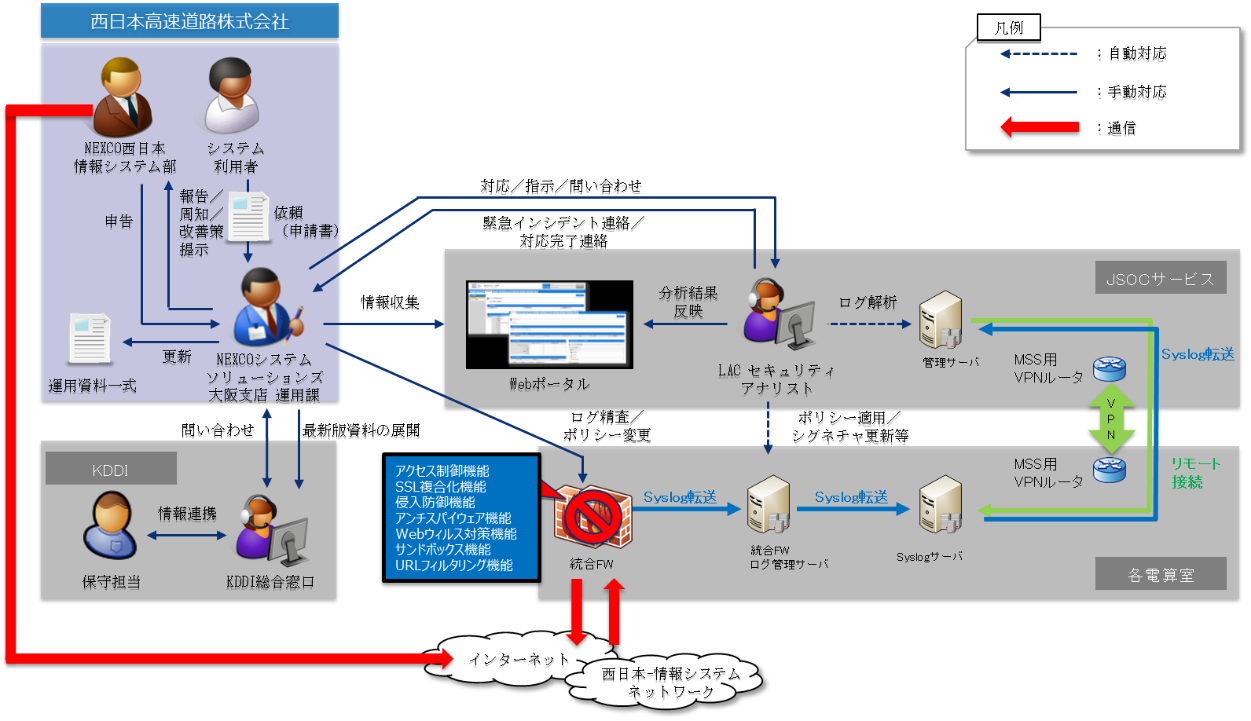 西日本高速道路株式会社
凡例
：自動対応
：手動対応
：通信
NEXCO西日本
情報システム部
システム
利用者
申告
報告／
周知／
改善策
提示
依頼
（申請書）
対応／指示／問い合わせ
緊急インシデント連絡／
対応完了連絡
JSOCサービス
情報収集
分析結果
反映
ログ解析
管理サーバ
Syslog転送
MSS用
VPNルータ
更新
運用資料一式
NEXCOシステム
ソリューションズ
大阪支店 運用課
Webポータル
LAC セキュリティ
アナリスト
問い合わせ
最新版資料の展開
ログ精査／
ポリシー変更
ポリシー適用／
シグネチャ更新等
VPN
KDDI
情報連携
保守担当
KDDI総合窓口
アクセス制御機能
SSL複合化機能
侵入防御機能
アンチスパイウェア機能
Webウィルス対策機能
サンドボックス機能
URLフィルタリング機能
統合FW
Syslog転送
統合FW
ログ管理サーバ
Syslog転送
Syslogサーバ
MSS用
VPNルータ
リモート
接続
各電算室
インターネット
西日本-情報システム
ネットワーク